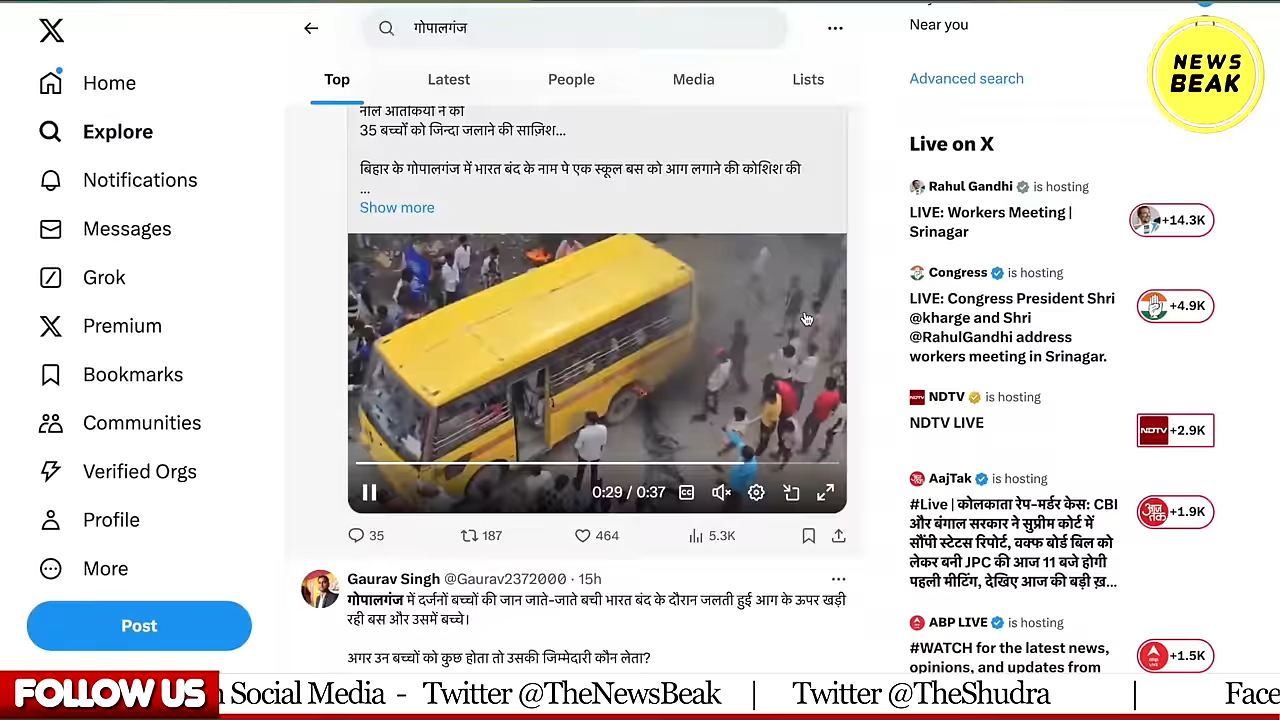 Home
Explore
Notifications
Messages
Grok
Premium
Bookmarks
Communities
Verified Orgs
Profile
More
Post
गोपालगंज
Top
Latest
People
Media
Lists
35 बच्चों को जिन्दा जलाने की साज़िश...
बिहार के गोपालगंज में भारत बंद के नाम पे एक स्कूल बस को आग लगाने की कोशिश की
...
Show more
0:29 / 0:37
35
187
464
5.3K
Gaurav Singh @Gaurav2372000 · 15h
गोपालगंज में दर्जनों बच्चों की जान जाते-जाते बची भारत बंद के दौरान जलती हुई आग के ऊपर खड़ी
रही बस और उसमें बच्चे।
अगर उन बच्चों को कुछ होता तो उसकी जिम्मेदारी कौन लेता?
Near you
Advanced search
NEWS
BEAK
Live on X
Rahul Gandhi is hosting
LIVE: Workers Meeting |
Srinagar
+14.3K
Congress is hosting
LIVE: Congress President Shri
@kharge and Shri
@RahulGandhi address
workers meeting in Srinagar.
+4.9K
NDTV is hosting
NDTV LIVE
NDTV
+2.9K
AajTak is hosting
#Live | कोलकाता रेप-मर्डर केस: CBI
और बंगाल सरकार ने सुप्रीम कोर्ट में
सौंपी स्टेटस रिपोर्ट, वक्फ बोर्ड बिल को
लेकर बनी JPC की आज 11 बजे होगी
पहली मीटिंग, देखिए आज की बड़ी ख़...
आज
तक
+1.9K
ABP LIVE is hosting
#WATCH for the latest news,
opinions, and updates from
+1.5K
FOLLOW US
Social Media - Twitter @TheNewsBeak | Twitter @TheShudra | Face